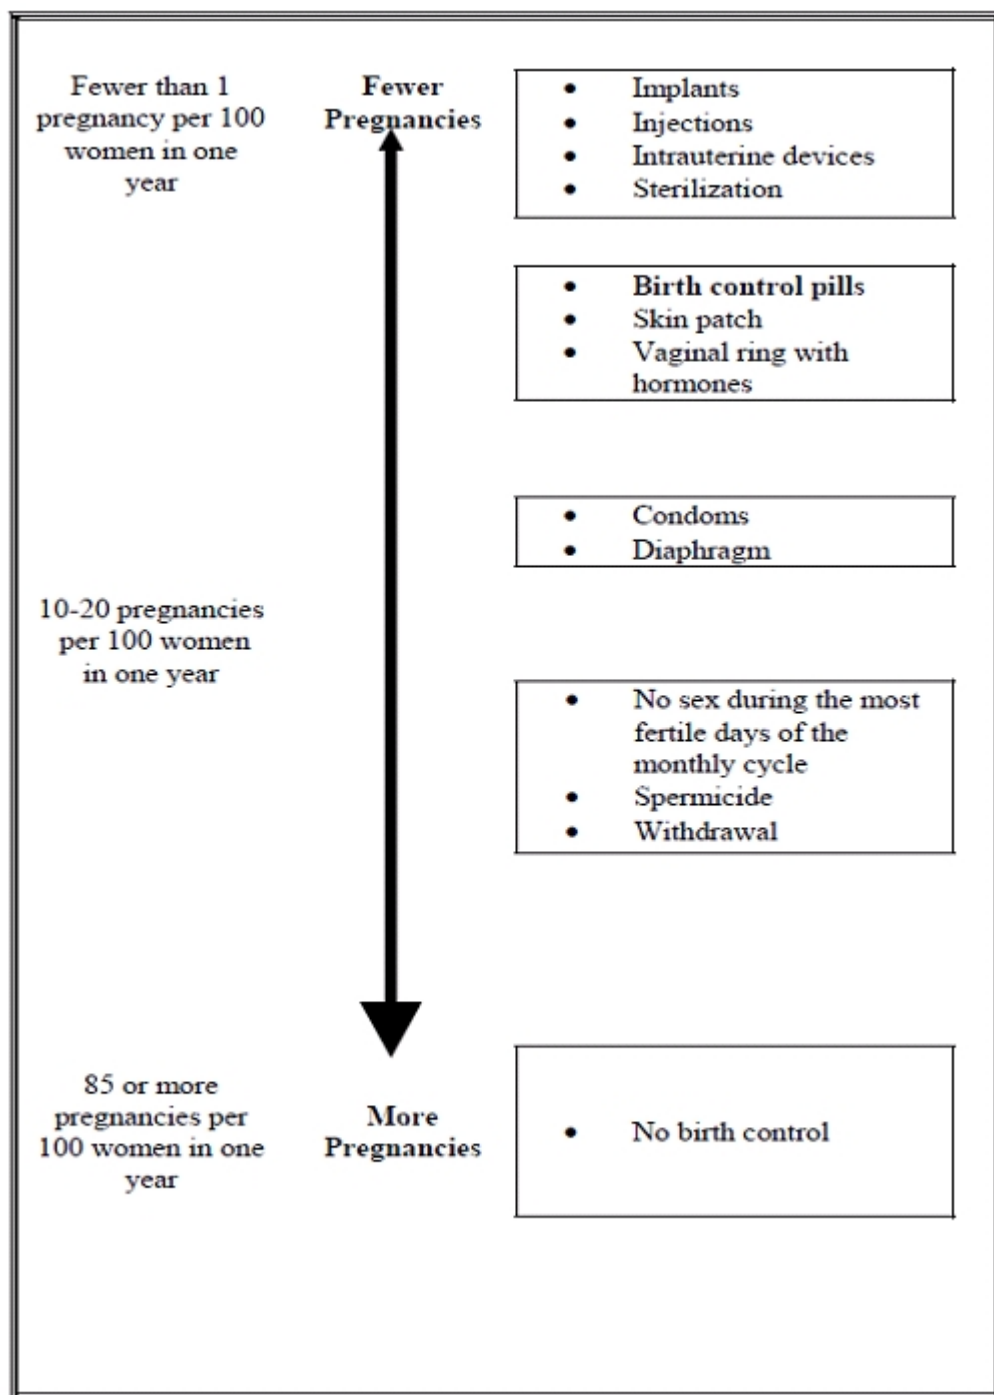 Fewer than 1
pregnancy per 100
women in one
year
Fewer
Pregnancies
• Implants
• Injections
• Intrauterine devices
• Sterilization
• Birth control pills
• Skin patch
• Vaginal ring with
hormones
• Condoms
• Diaphragm
10-20 pregnancies
per 100 women
in one year
• No sex during the most
fertile days of the
monthly cycle
• Spermicide
• Withdrawal
85 or more
pregnancies per
100 women in one
year
More
Pregnancies
• No birth control